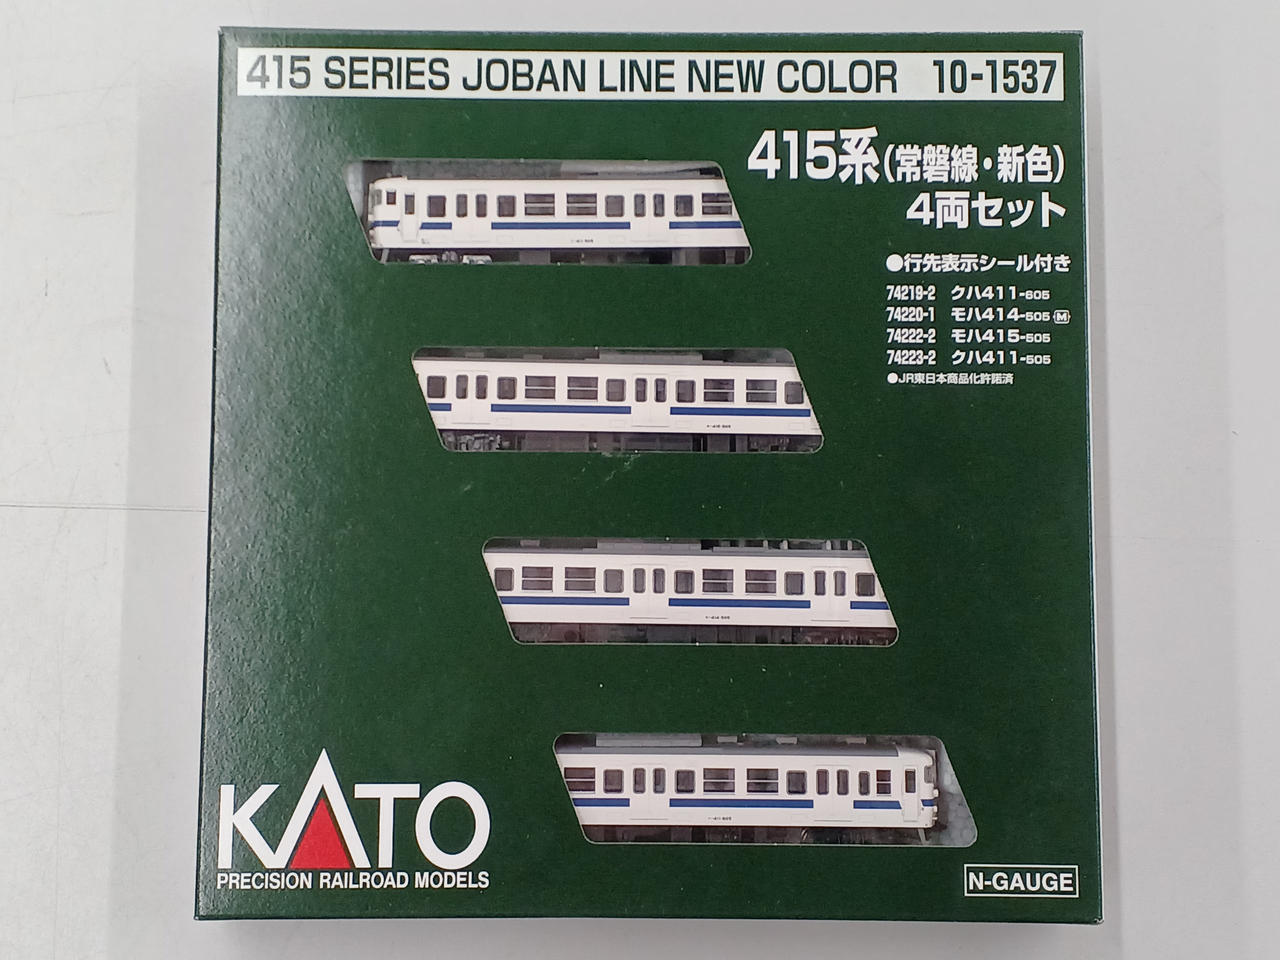 415 SERIES JOBAN LINE NEW COLOR 10-1537
415系(常磐線・新色)
4両セット
●行先表示シール付き
74219-2 クハ411-605
74220-1 モハ414-505 M
74222-2 モハ415-505
74223-2 クハ411-505
●JR東日本商品化許諾済
KATO
PRECISION RAILROAD MODELS
N-GAUGE